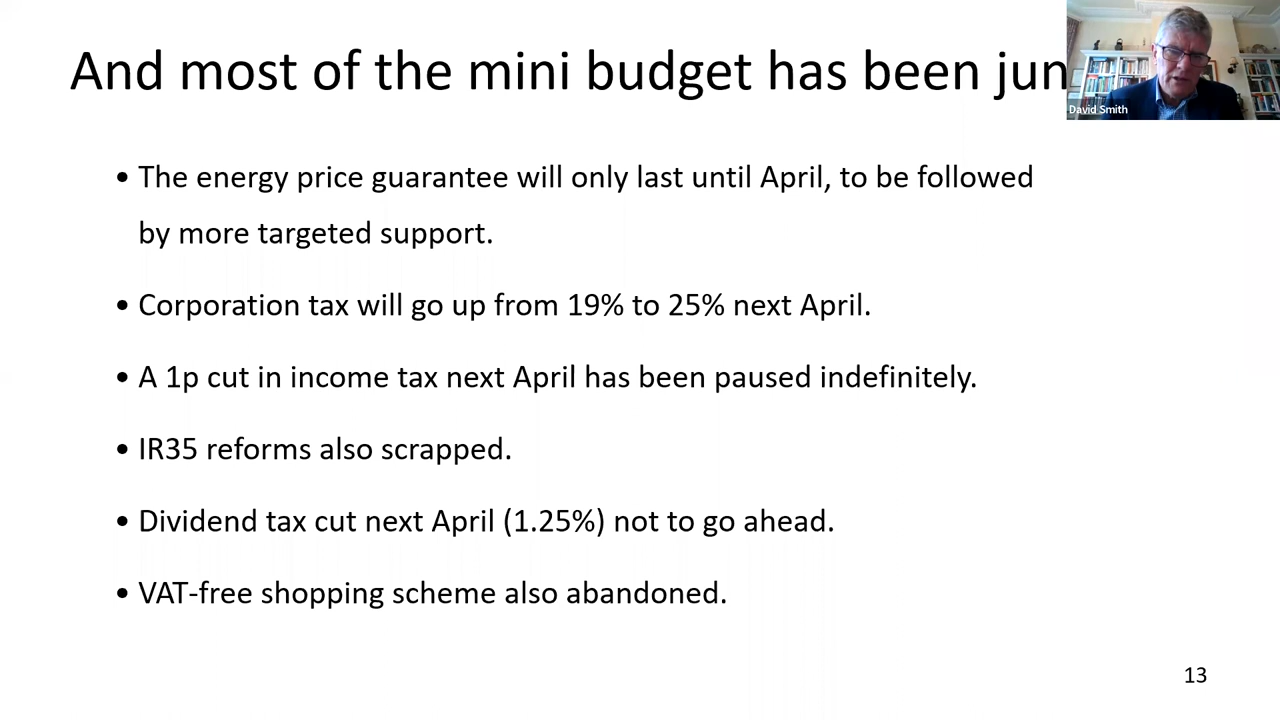 And most of the mini budget has been jun
David Smith
• The energy price guarantee will only last until April, to be followed
by more targeted support.
• Corporation tax will go up from 19% to 25% next April.
• A 1p cut in income tax next April has been paused indefinitely.
• IR35 reforms also scrapped.
• Dividend tax cut next April (1.25%) not to go ahead.
• VAT-free shopping scheme also abandoned.
13